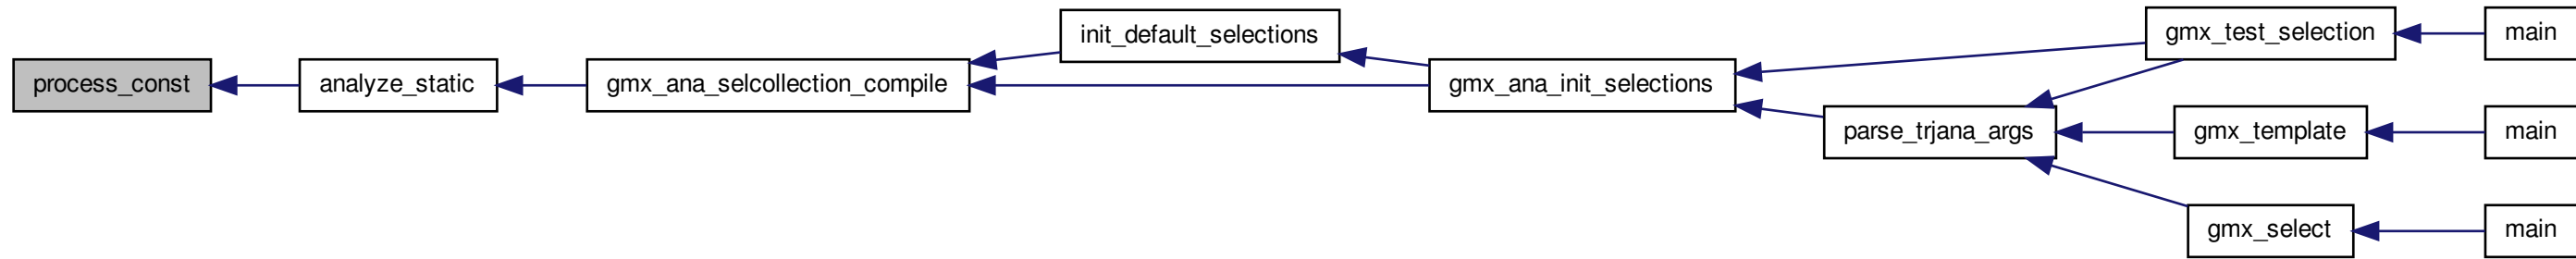 process_const
analyze_static
gmx_ana_selcollection_compile
init_default_selections
gmx_ana_init_selections
parse_trjana_args
gmx_test_selection
main
gmx_template
main
gmx_select
main